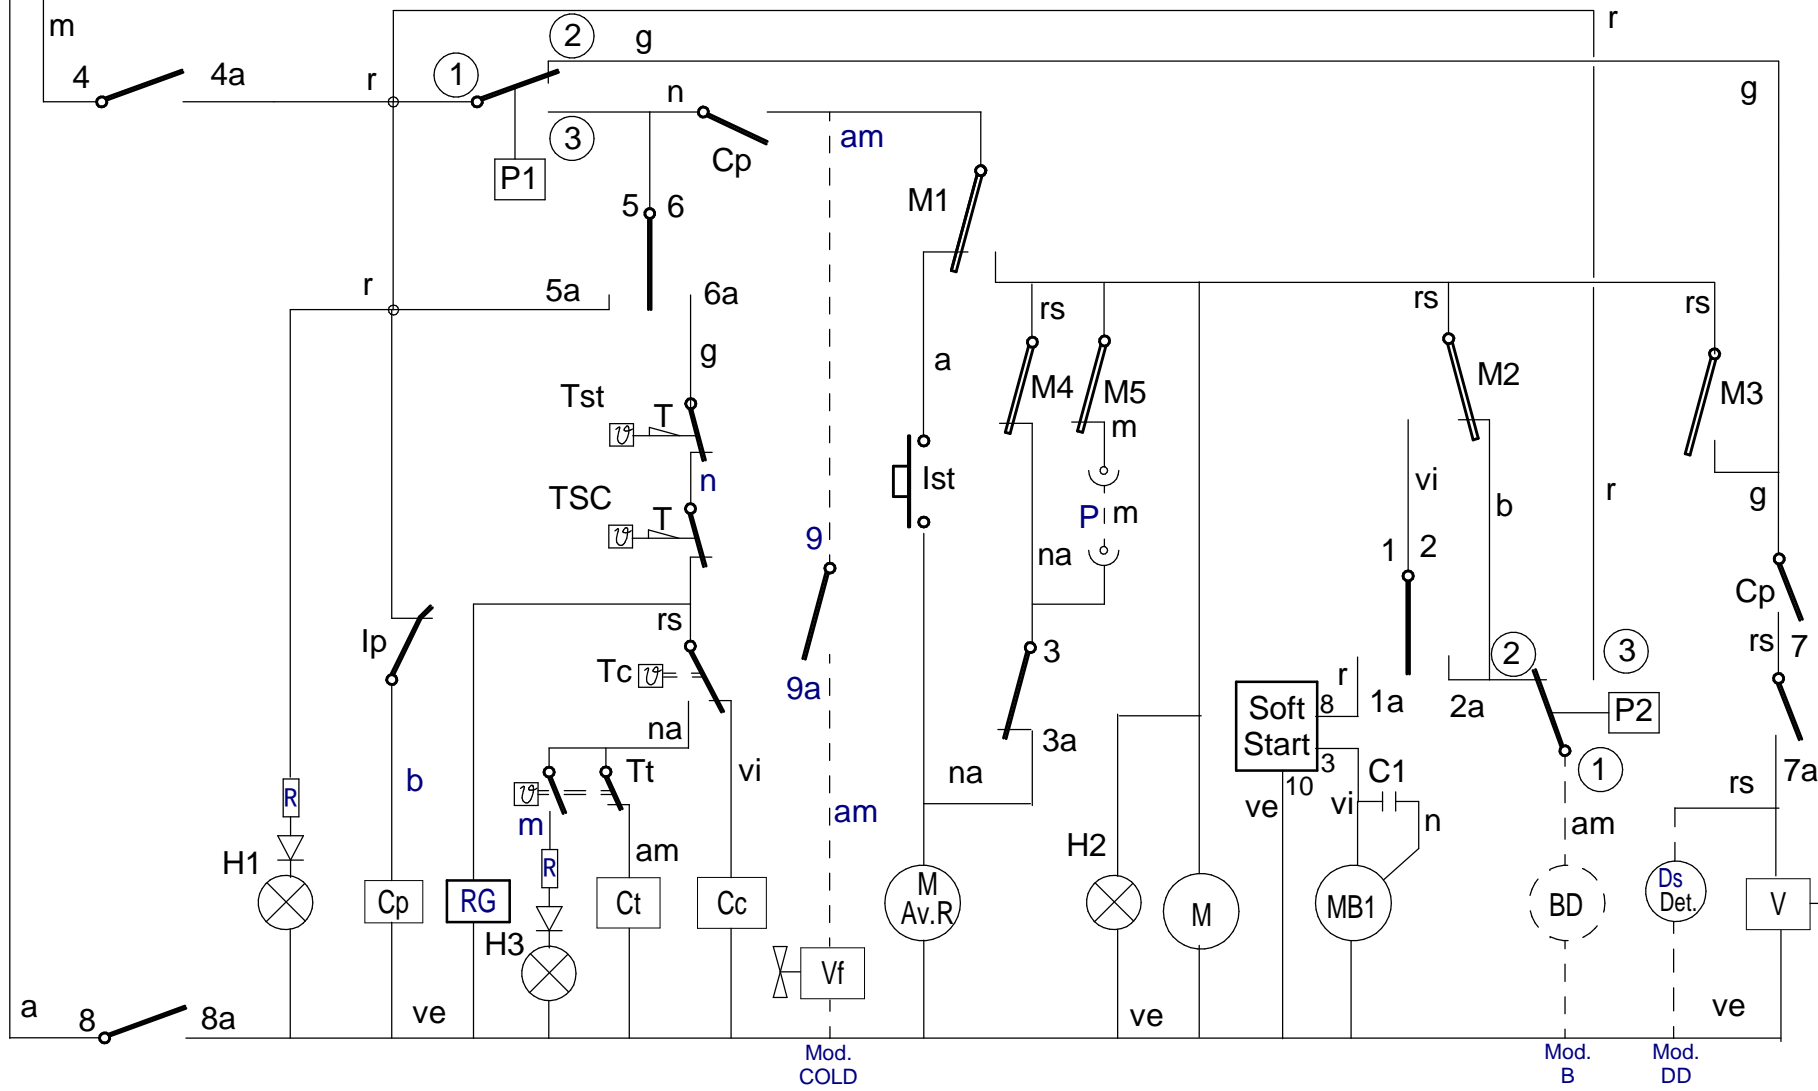 m
r
2
g
4
4a
r
1
n
g
3
am
Cp
P1
M1
5
6
r
5a
6a
rs
rs
rs
g
a
M4
M5
M2
M3
Tst
T
ϑ
m
n
TSC
T
ϑ
Ist
vi
b
r
g
P
m
9
na
1
2
Cp
Ip
rs
rs
7
Tc
ϑ
9a
3
2
3
r
8
1a
2a
P2
Soft
Start
na
3a
3
10
b
ϑ
Tt
vi
na
C1
1
7a
R
m
am
am
ve
vi
n
am
rs
H1
R
H2
Cp
RG
Ct
Cc
M
Av.R
M
MB1
BD
Ds
Det.
V
H3
Vf
a
8
8a
ve
ve
ve
Mod.
COLD
Mod.
B
Mod.
DD